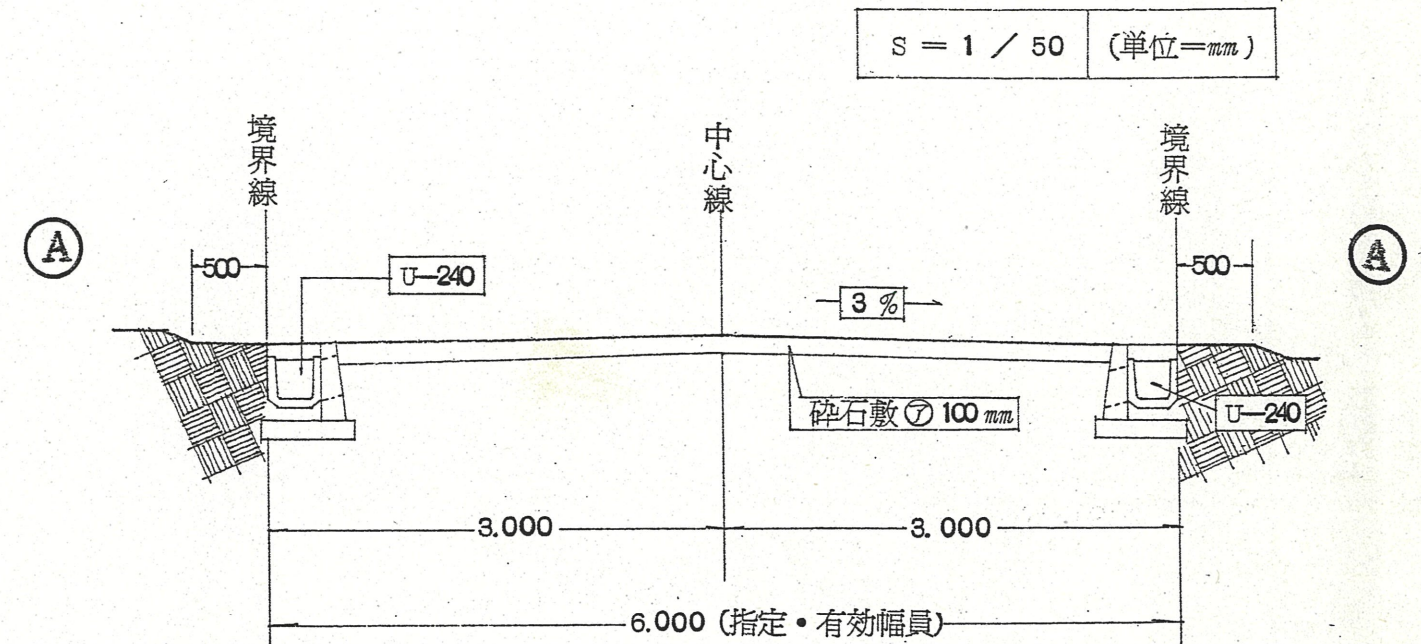 S = 1 / 50 (単位=mm)
境界線
中心線
境界線
A
A
500
U-240
3 %
500
砕石敷 ㋐ 100 mm
U-240
3.000
3.000
6.000 (指定・有効幅員)